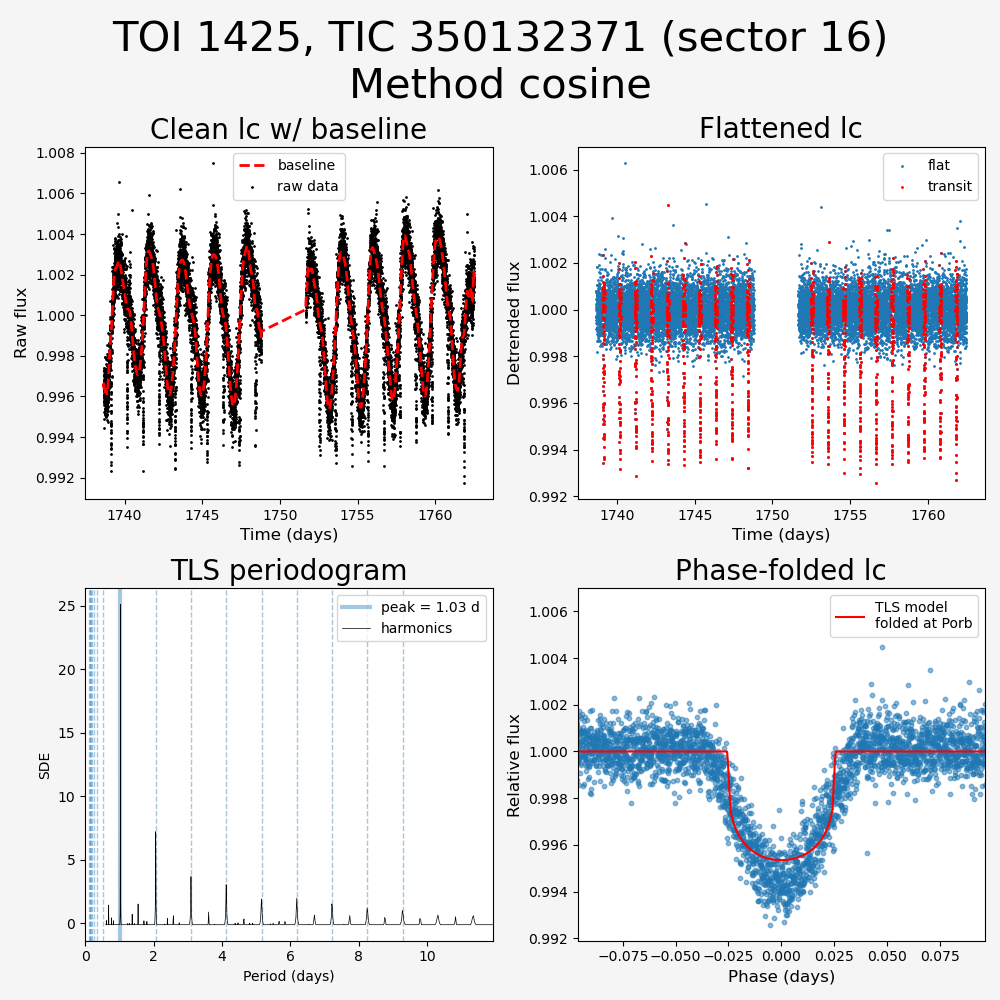 TOI 1425, TIC 350132371 (sector 16)
Method cosine
Clean lc w/ baseline
1.008
1.006
1.004
1.002
1.000
0.998
0.996
0.994
0.992
Raw flux
baseline
raw data
1740
1745
1750
1755
1760
Time (days)
Flattened lc
1.006
1.004
1.002
1.000
0.998
0.996
0.994
0.992
Detrended flux
flat
transit
1740
1745
1750
1755
1760
Time (days)
TLS periodogram
25
20
15
10
5
0
SDE
peak = 1.03 d
harmonics
0
2
4
6
8
10
Period (days)
Phase-folded lc
1.006
1.004
1.002
1.000
0.998
0.996
0.994
0.992
Relative flux
TLS model
folded at Porb
−0.075
−0.050
−0.025
0.000
0.025
0.050
0.075
Phase (days)